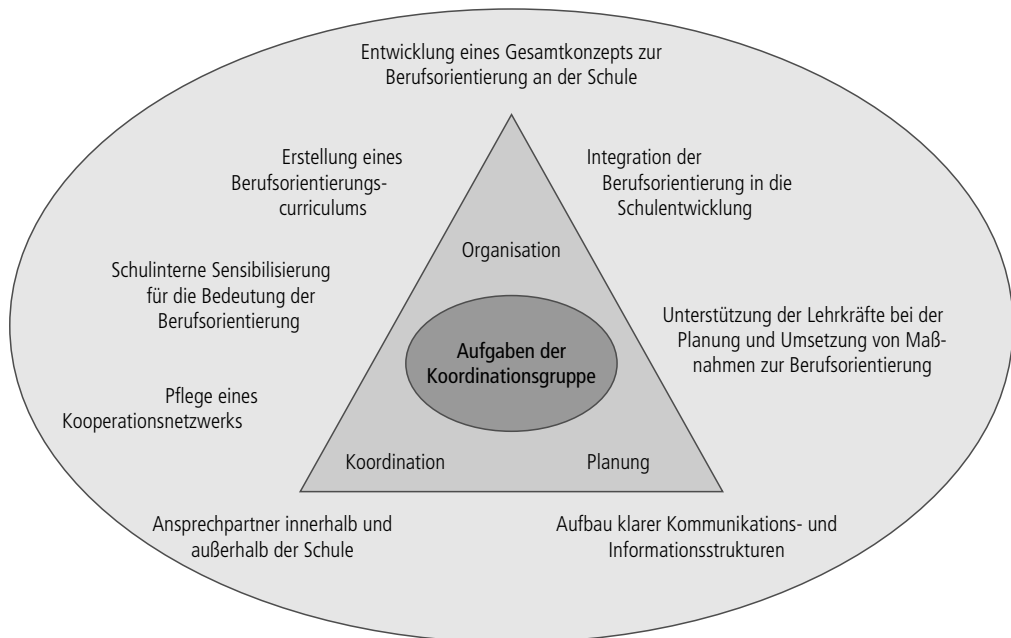 Entwicklung eines Gesamtkonzepts zur
Berufsorientierung an der Schule
Erstellung eines
Berufsorientierungs-
curriculums
Integration der
Berufsorientierung in die
Schulentwicklung
Organisation
Schulinterne Sensibilisierung
für die Bedeutung der
Berufsorientierung
Unterstützung der Lehrkräfte bei der
Planung und Umsetzung von Maß-
nahmen zur Berufsorientierung
Aufgaben der
Koordinationsgruppe
Pflege eines
Kooperationsnetzwerks
Koordination
Planung
Ansprechpartner innerhalb und
außerhalb der Schule
Aufbau klarer Kommunikations- und
Informationsstrukturen